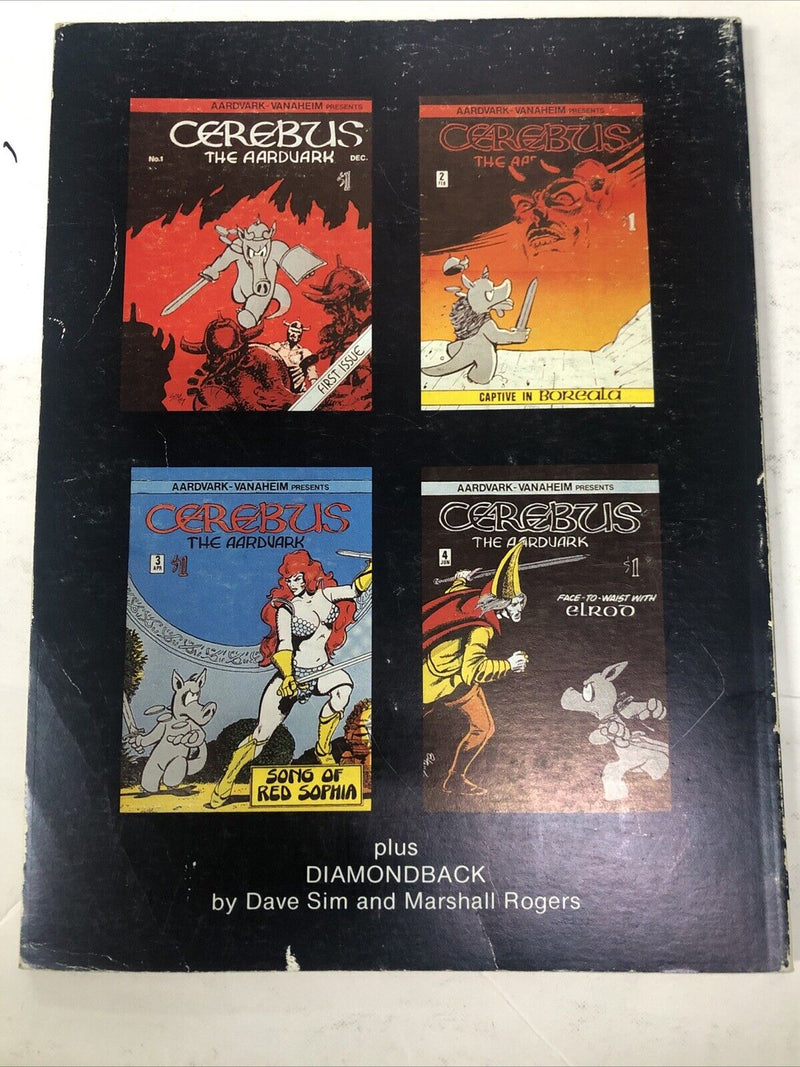 AARDVARK-VANAHEIM PRESENTS
CEREBUS
THE AARDVARK
No.1
DEC.
$1
FIRST ISSUE
AARDVARK-VANAHEIM PRESENTS
CEREBUS
THE AAR
2
FEB
$1
CAPTIVE IN BOREALA
AARDVARK-VANAHEIM PRESENTS
CEREBUS
THE AARDVARK
3
APR
$1
SONG OF
RED SOPHIA
AARDVARK-VANAHEIM PRESENTS
CEREBUS
THE AARDVARK
4
JUN
$1
FACE-TO-WAIST WITH
elROD
plus
DIAMONDBACK
by Dave Sim and Marshall Rogers